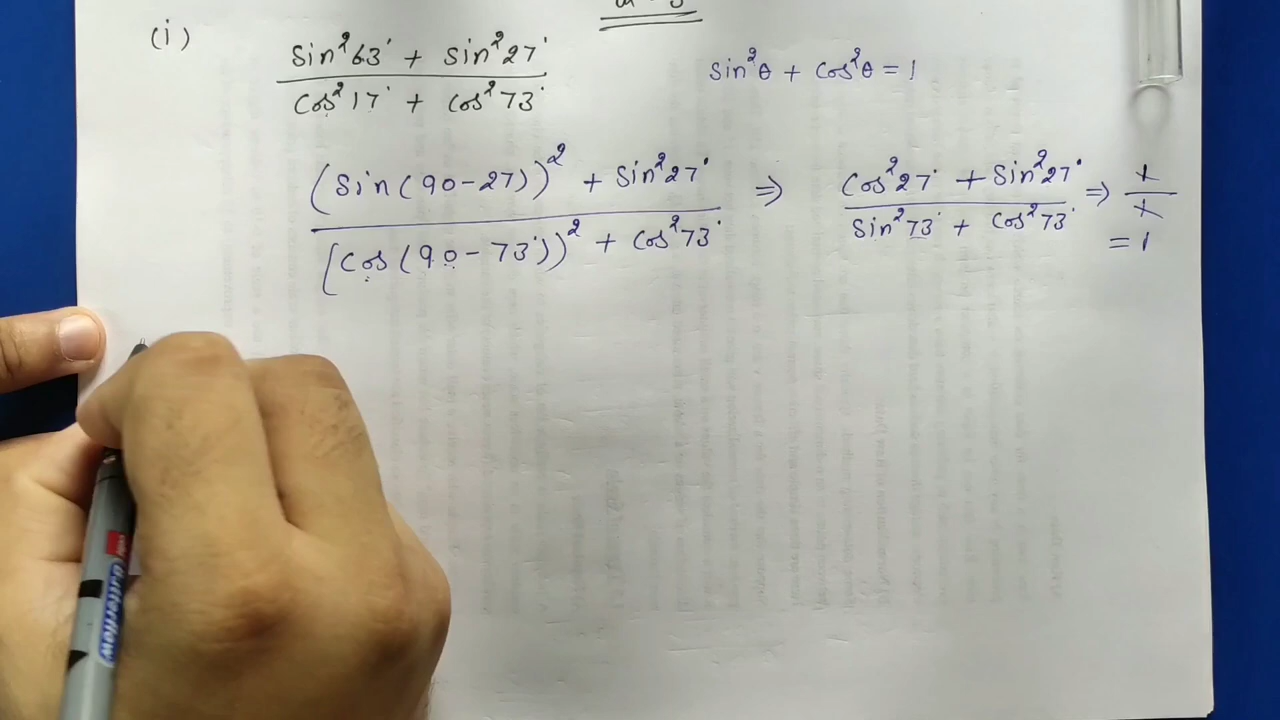 (i)
Sin²63° + Sin²27°
Cos²17° + Cos²73°
Sin²θ + Cos²θ = 1
(Sin(90-27))² + Sin²27° ⇒ Cos²27° + Sin²27° ⇒ 1
[Cos(90-73°))² + Cos²73° Sin²73° + Cos²73° 1
= 1
Butterflow